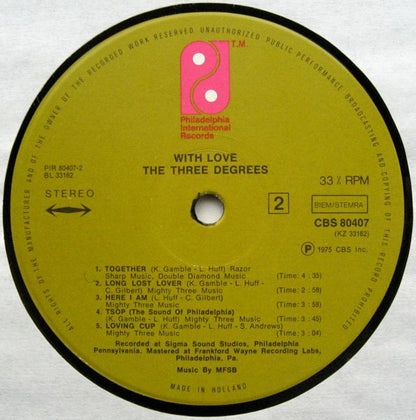 ALL RIGHTS OF THE MANUFACTURER AND OF THE OWNER OF THE RECORDED WORK RESERVED UNAUTHORIZED PUBLIC PERFORMANCE BROADCASTING AND COPYING OF THIS RECORD PROHIBITED
T.M.
Philadelphia
International
Records
WITH LOVE
THE THREE DEGREES
PIR 80407-2
BL 33162
STEREO
33⅓ RPM
2
BIEM/STEMRA
CBS 80407
(KZ 33162)
Ⓟ 1975 CBS Inc.
1. TOGETHER (K. Gamble - L. Huff) Razor
Sharp Music, Double Diamond Music (Time: 4 : 35)
2. LONG LOST LOVER (K. Gamble - L. Huff -
C. Gilbert) Mighty Three Music (Time: 2 : 58)
3. HERE I AM (L. Huff - C. Gilbert)
Mighty Three Music (Time: 3 : 58)
4. TSOP (The Sound Of Philadelphia)
(K. Gamble - L. Huff) Mighty Three Music (Time: 3 : 45)
5. LOVING CUP (K. Gamble - L. Huff - S. Andrews)
Mighty Three Music (Time: 3 : 04)
Recorded at Sigma Sound Studios, Philadelphia
Pennsylvania. Mastered at Frankford Wayne Recording Labs,
Philadelphia, Pa.
Music By MFSB
MADE IN HOLLAND